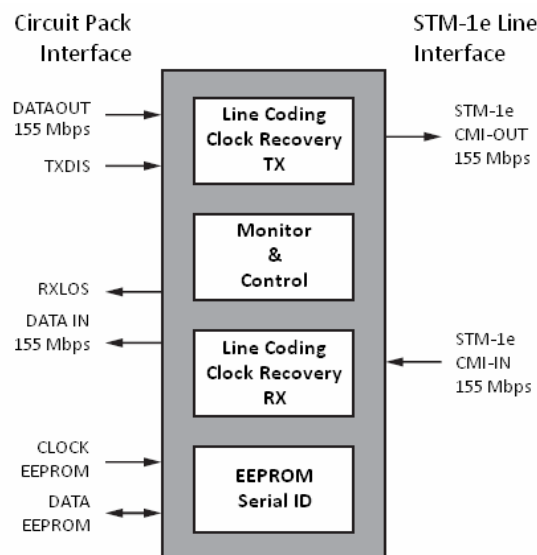 Circuit Pack
Interface
STM-1e Line
Interface
DATAOUT
155 Mbps
TXDIS
RXLOS
DATA IN
155 Mbps
CLOCK
EEPROM
DATA
EEPROM
Line Coding
Clock Recovery
TX
Monitor
&
Control
Line Coding
Clock Recovery
RX
EEPROM
Serial ID
STM-1e
CMI-OUT
155 Mbps
STM-1e
CMI-IN
155 Mbps